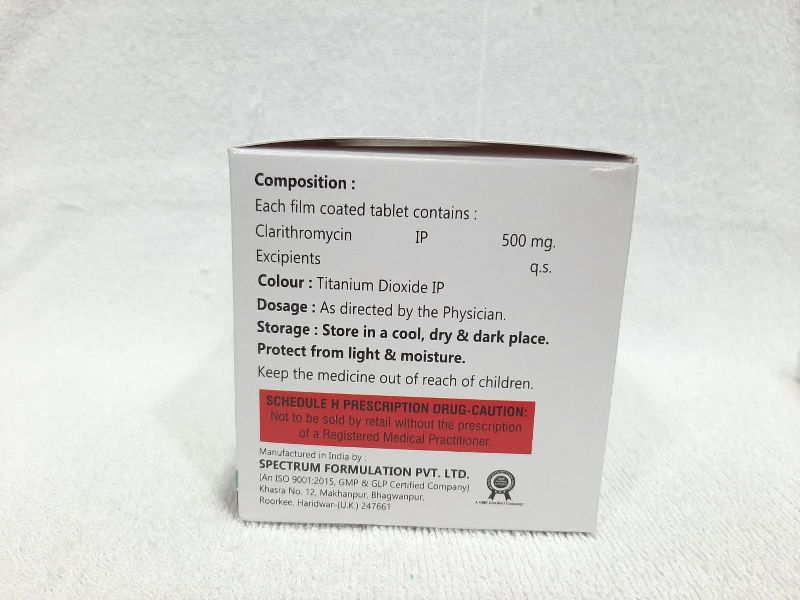 Composition :
Each film coated tablet contains :
Clarithromycin IP 500 mg.
Excipients q.s.
Colour : Titanium Dioxide IP
Dosage : As directed by the Physician.
Storage : Store in a cool, dry & dark place.
Protect from light & moisture.
Keep the medicine out of reach of children.
SCHEDULE H PRESCRIPTION DRUG-CAUTION:
Not to be sold by retail without the prescription
of a Registered Medical Practitioner.
Manufactured in India by :
SPECTRUM FORMULATION PVT. LTD.
(An ISO 9001:2015, GMP & GLP Certified Company)
Khasra No. 12, Makhanpur, Bhagwanpur,
Roorkee, Haridwar-(U.K.) 247661
Certified Company